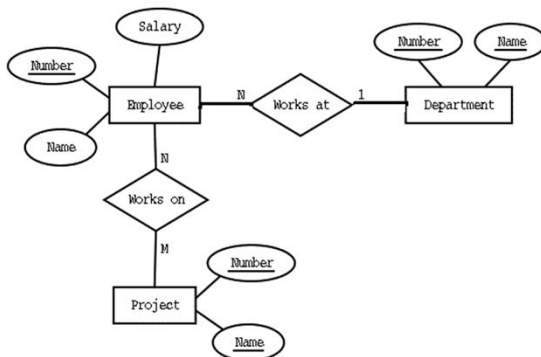 Salary
Number
Number
Name
Employee
N
Works at
1
Department
Name
N
Works on
M
Number
Project
Name